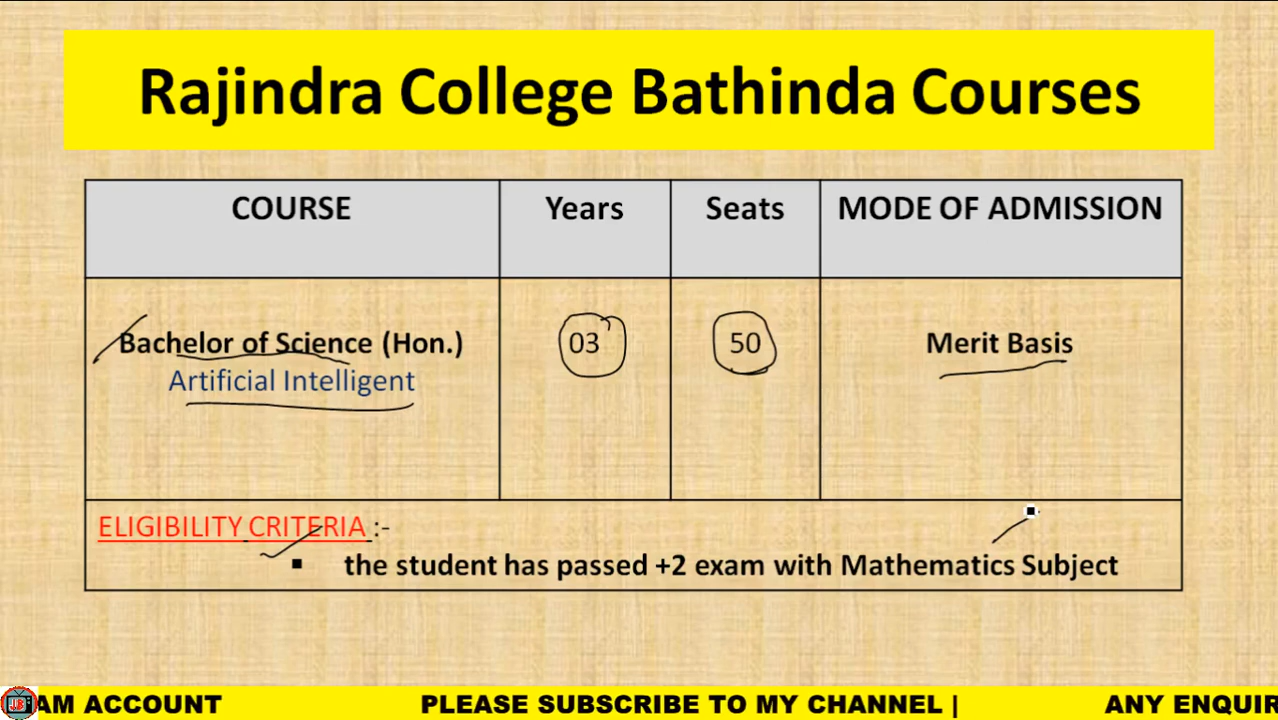 Rajindra College Bathinda Courses
COURSE Years Seats MODE OF ADMISSION
Bachelor of Science (Hon.) 03 50 Merit Basis
Artificial Intelligent
ELIGIBILITY CRITERIA :-
▪ the student has passed +2 exam with Mathematics Subject
AM ACCOUNT PLEASE SUBSCRIBE TO MY CHANNEL | ANY ENQUIR